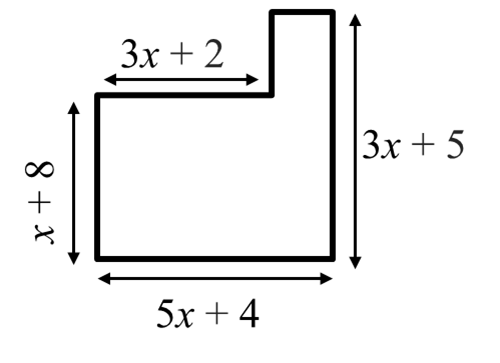 3x + 2
x + 8
3x + 5
5x + 4